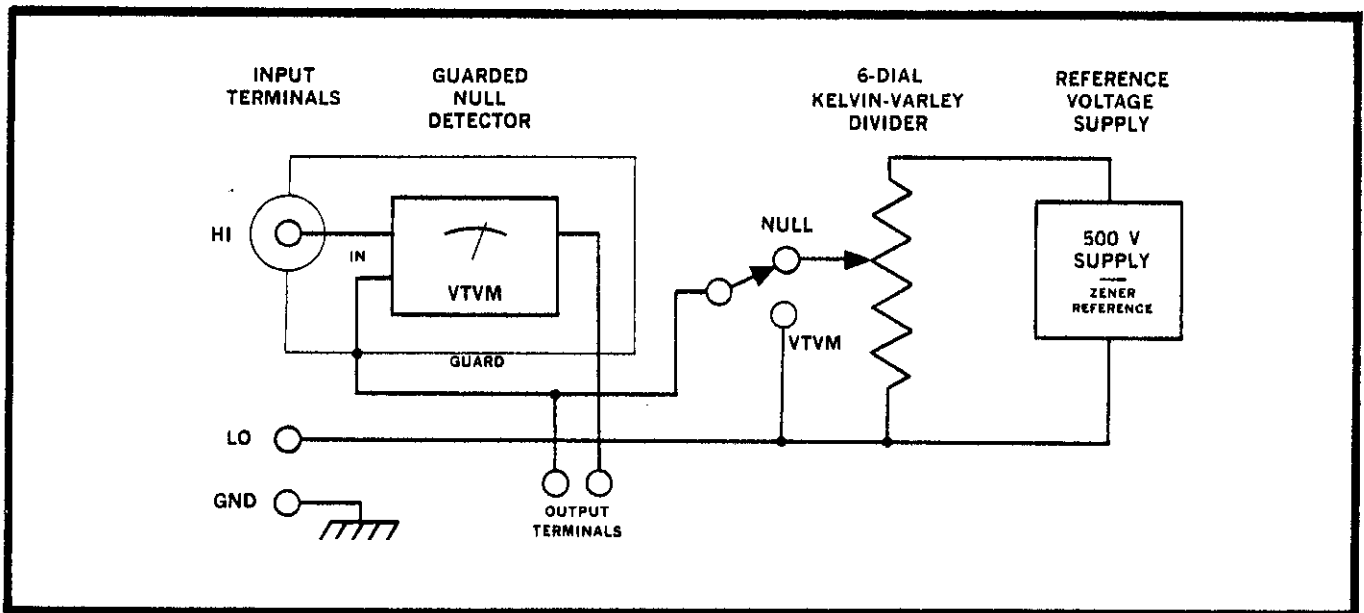 INPUT
TERMINALS
GUARDED
NULL
DETECTOR
6-DIAL
KELVIN-VARLEY
DIVIDER
REFERENCE
VOLTAGE
SUPPLY
HI
IN
VTVM
GUARD
NULL
VTVM
500 V
SUPPLY
ZENER
REFERENCE
LO
GND
OUTPUT
TERMINALS